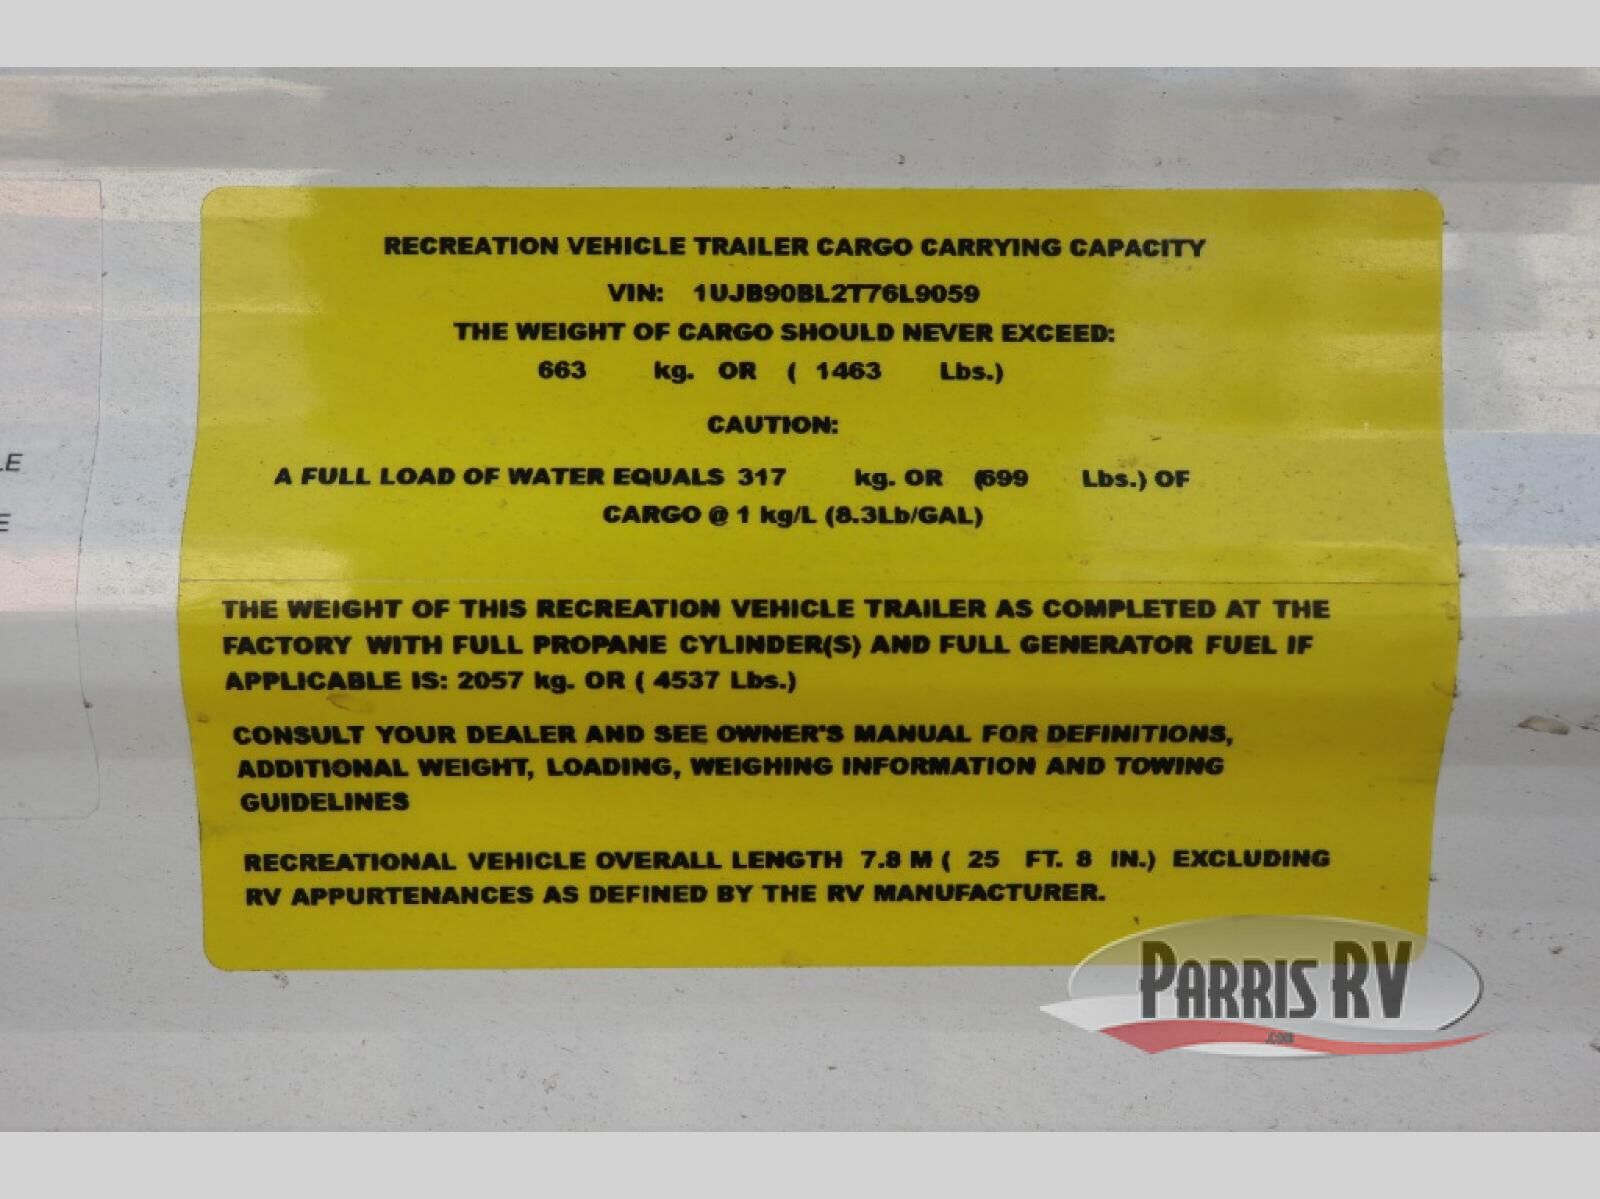 RECREATION VEHICLE TRAILER CARGO CARRYING CAPACITY
VIN: 1UJB90BL2T76L9059
THE WEIGHT OF CARGO SHOULD NEVER EXCEED:
663 kg. OR ( 1463 Lbs.)
CAUTION:
A FULL LOAD OF WATER EQUALS 317 kg. OR (699 Lbs.) OF
CARGO @ 1 kg/L (8.3Lb/GAL)
THE WEIGHT OF THIS RECREATION VEHICLE TRAILER AS COMPLETED AT THE
FACTORY WITH FULL PROPANE CYLINDER(S) AND FULL GENERATOR FUEL IF
APPLICABLE IS: 2057 kg. OR ( 4537 Lbs.)
CONSULT YOUR DEALER AND SEE OWNER'S MANUAL FOR DEFINITIONS,
ADDITIONAL WEIGHT, LOADING, WEIGHING INFORMATION AND TOWING
GUIDELINES
RECREATIONAL VEHICLE OVERALL LENGTH 7.8 M ( 25 FT. 8 IN.) EXCLUDING
RV APPURTENANCES AS DEFINED BY THE RV MANUFACTURER.
PARRIS RV
.com